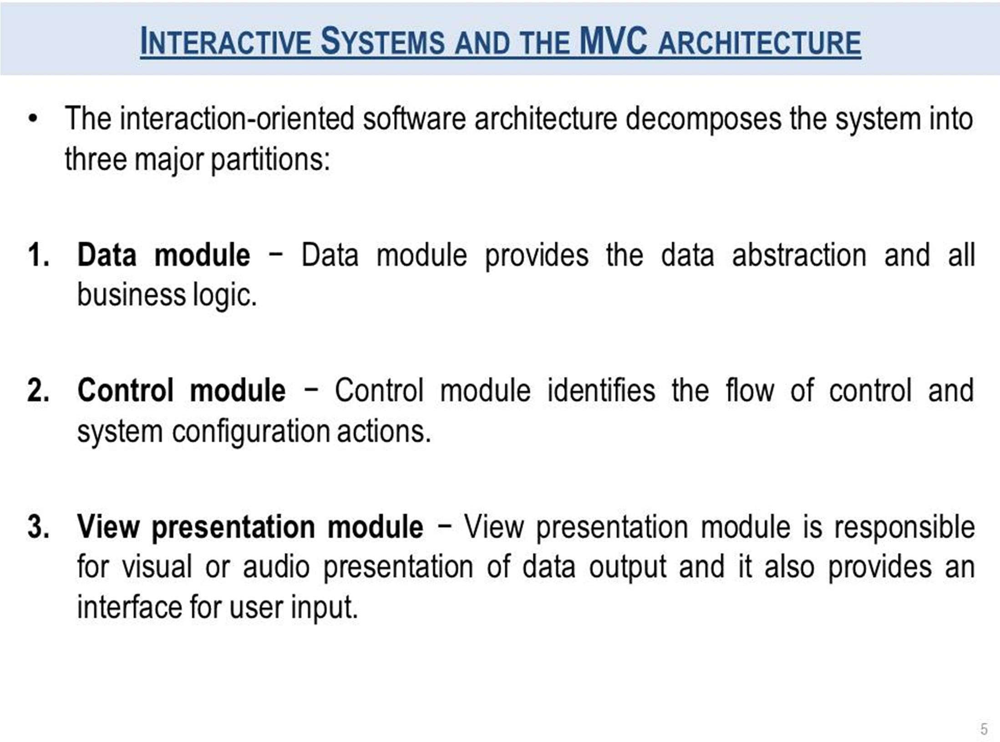 INTERACTIVE SYSTEMS AND THE MVC ARCHITECTURE
• The interaction-oriented software architecture decomposes the system into
three major partitions:
1. Data module − Data module provides the data abstraction and all
business logic.
2. Control module − Control module identifies the flow of control and
system configuration actions.
3. View presentation module − View presentation module is responsible
for visual or audio presentation of data output and it also provides an
interface for user input.
5